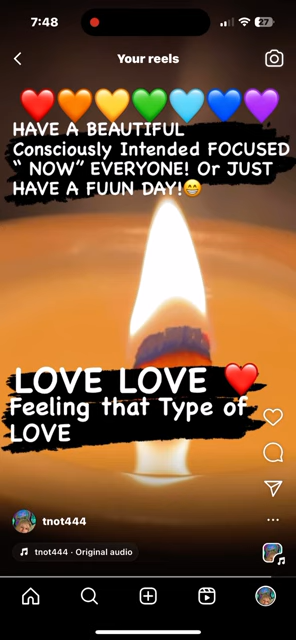 7:48
27
Your reels
HAVE A BEAUTIFUL
Consciously Intended FOCUSED
“ NOW” EVERYONE! Or JUST
HAVE A FUUN DAY!😁
LOVE LOVE ❤️
Feeling that Type of
LOVE
tnot444
tnot444 · Original audio